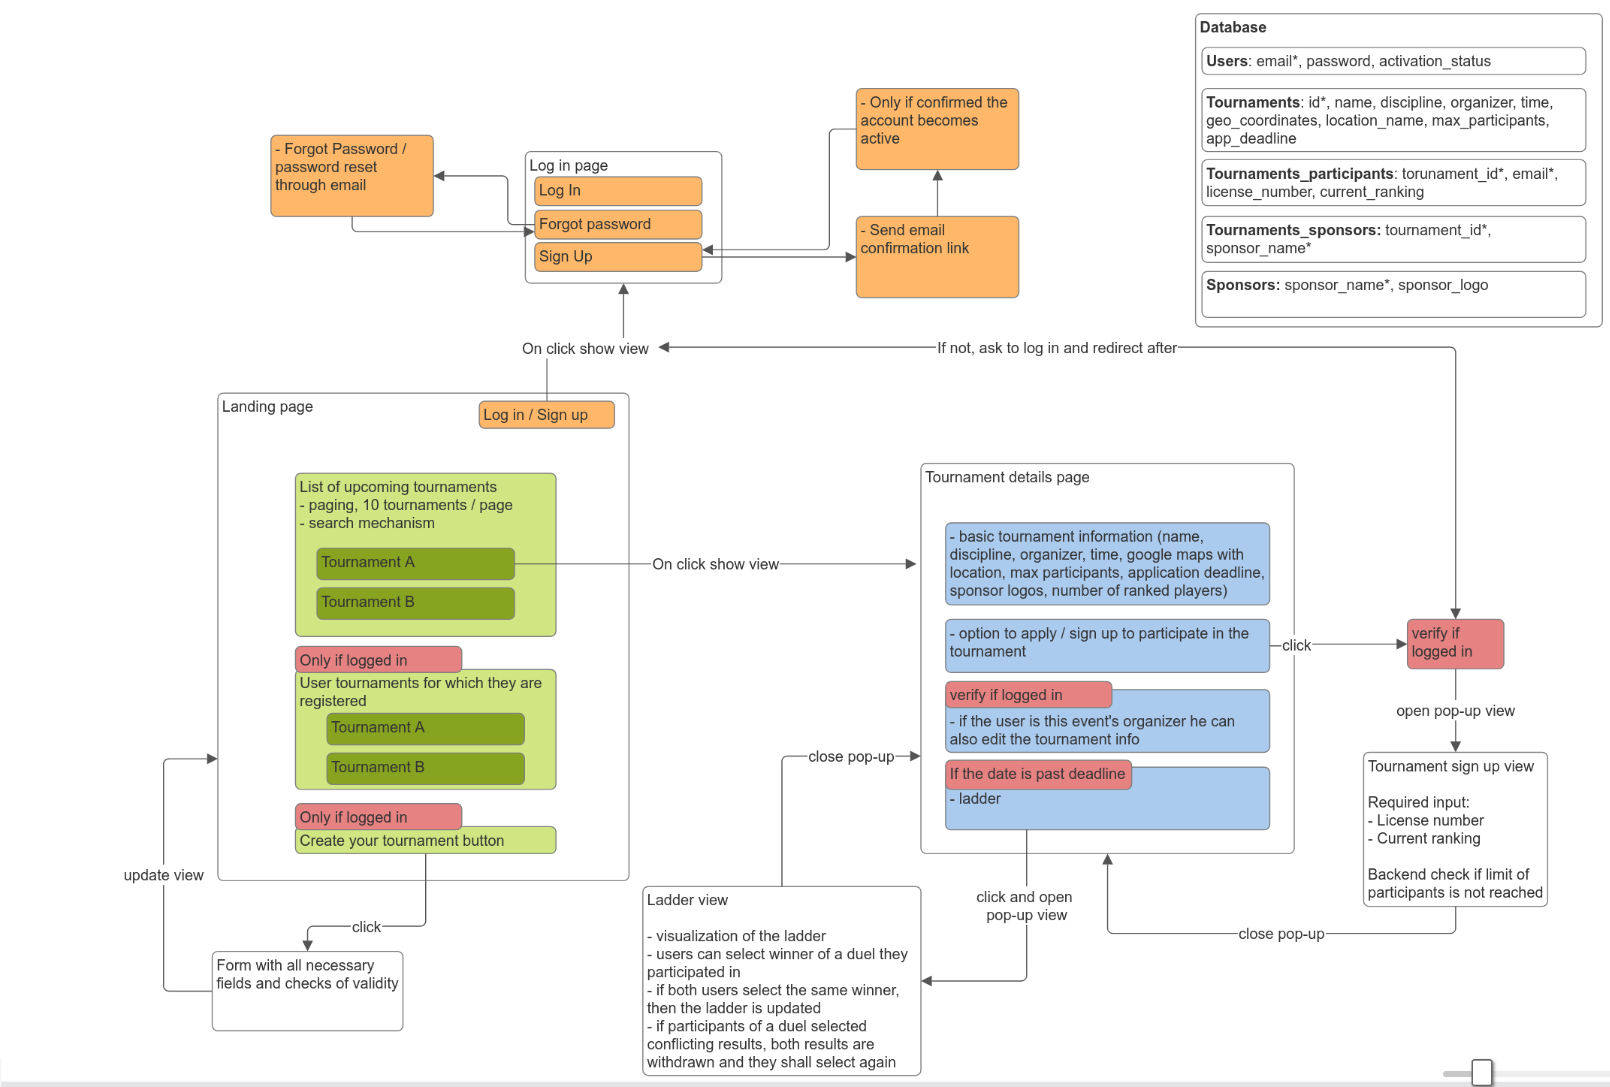 Database
Users: email*, password, activation_status
Tournaments: id*, name, discipline, organizer, time,
geo_coordinates, location_name, max_participants,
app_deadline
Tournaments_participants: torunament_id*, email*,
license_number, current_ranking
Tournaments_sponsors: tournament_id*,
sponsor_name*
Sponsors: sponsor_name*, sponsor_logo
- Only if confirmed the
account becomes
active
- Forgot Password /
password reset
through email
Log in page
Log In
Forgot password
Sign Up
- Send email
confirmation link
On click show view
If not, ask to log in and redirect after
Landing page
Log in / Sign up
List of upcoming tournaments
- paging, 10 tournaments / page
- search mechanism
Tournament A
Tournament B
On click show view
Only if logged in
User tournaments for which they are
registered
Tournament A
Tournament B
Only if logged in
Create your tournament button
update view
click
Form with all necessary
fields and checks of validity
Tournament details page
- basic tournament information (name,
discipline, organizer, time, google maps with
location, max participants, application deadline,
sponsor logos, number of ranked players)
- option to apply / sign up to participate in the
tournament
click
verify if
logged in
verify if logged in
- if the user is this event's organizer he can
also edit the tournament info
If the date is past deadline
- ladder
open pop-up view
close pop-up
Tournament sign up view
Required input:
- License number
- Current ranking
Backend check if limit of
participants is not reached
click and open
pop-up view
close pop-up
Ladder view
- visualization of the ladder
- users can select winner of a duel they
participated in
- if both users select the same winner,
then the ladder is updated
- if participants of a duel selected
conflicting results, both results are
withdrawn and they shall select again